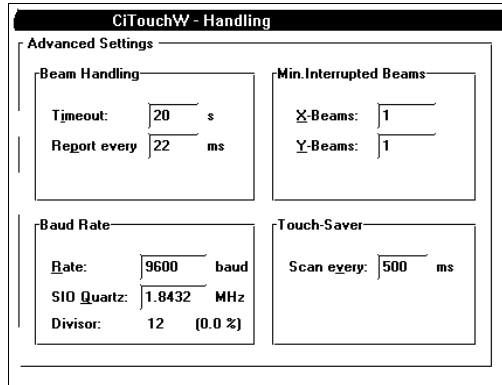 CiTouchW - Handling
Advanced Settings
Beam Handling
Timeout: 20 s
Report every 22 ms
Min.Interrupted Beams
X-Beams: 1
Y-Beams: 1
Baud Rate
Rate: 9600 baud
SIO Quartz: 1.8432 MHz
Divisor: 12 (0.0 %)
Touch-Saver
Scan every: 500 ms